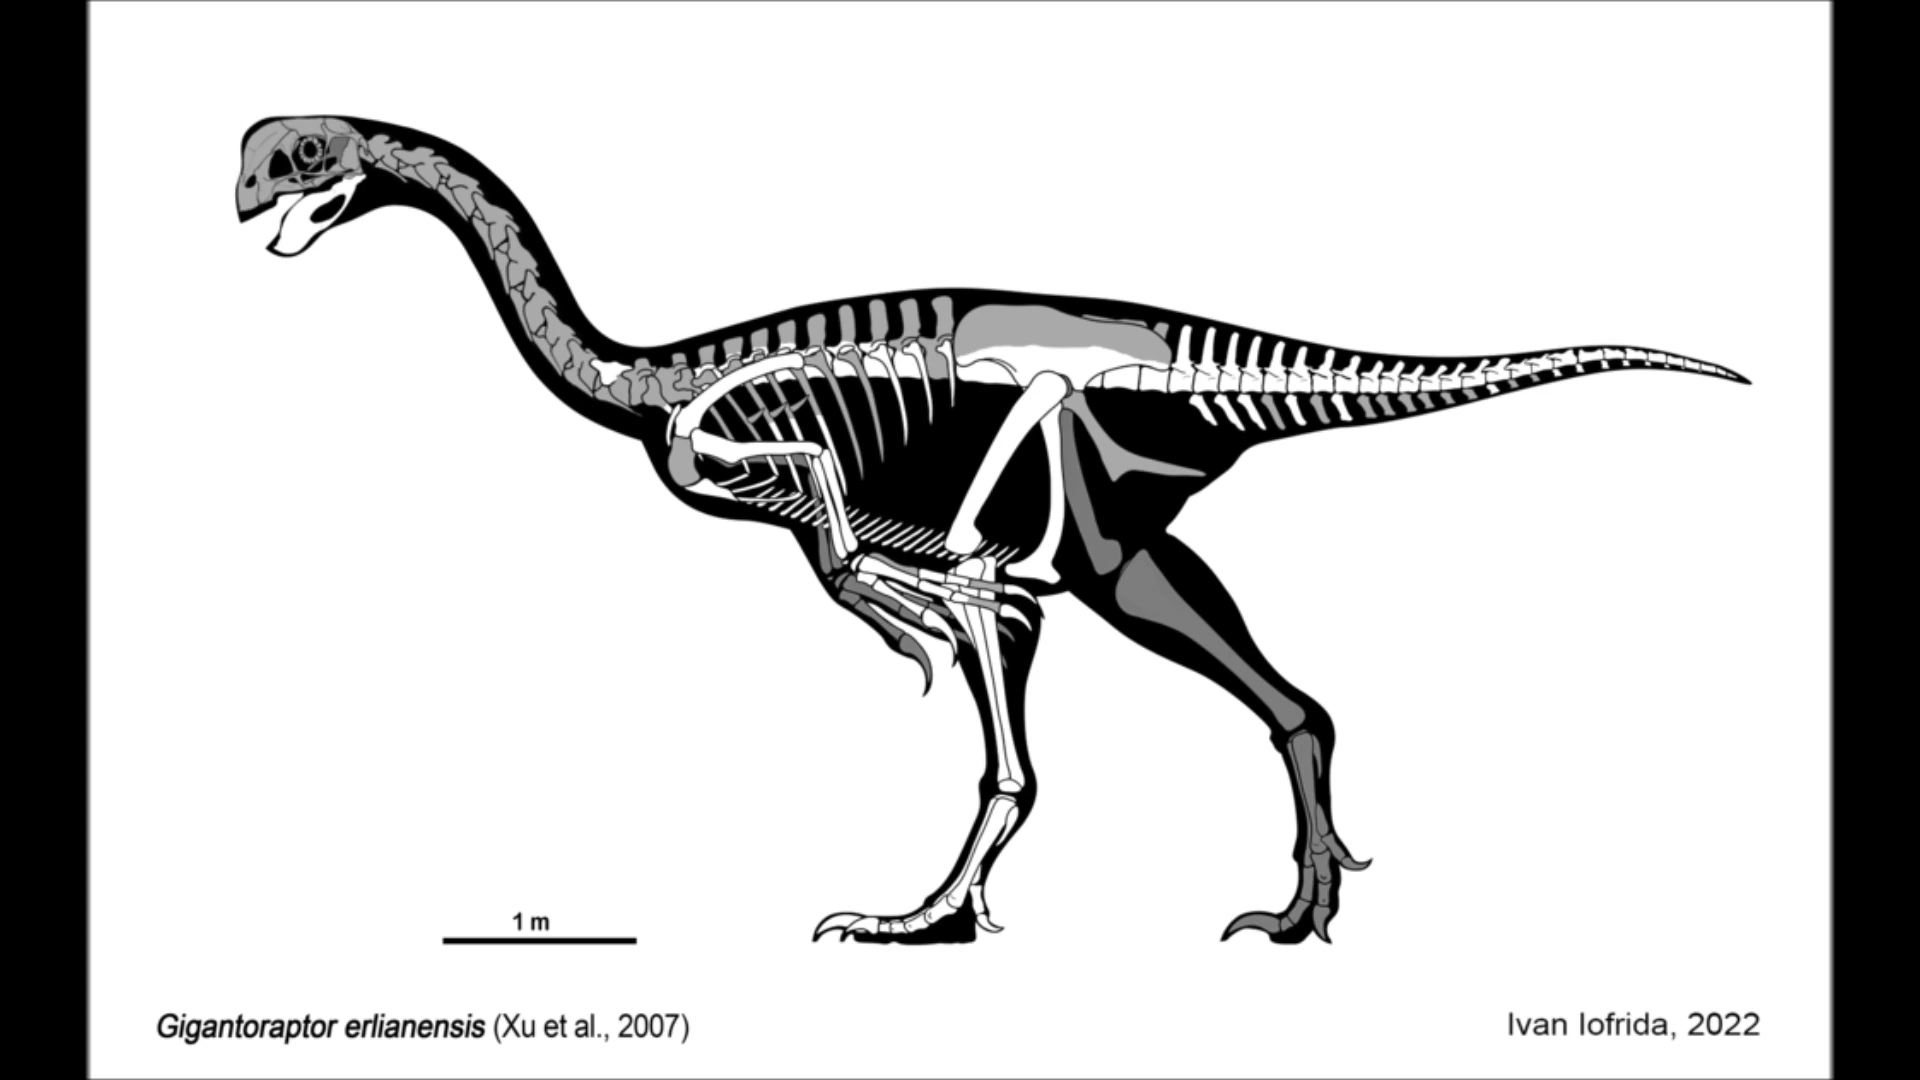 1 m
Gigantoraptor erlianensis (Xu et al., 2007)
Ivan Iofrida, 2022